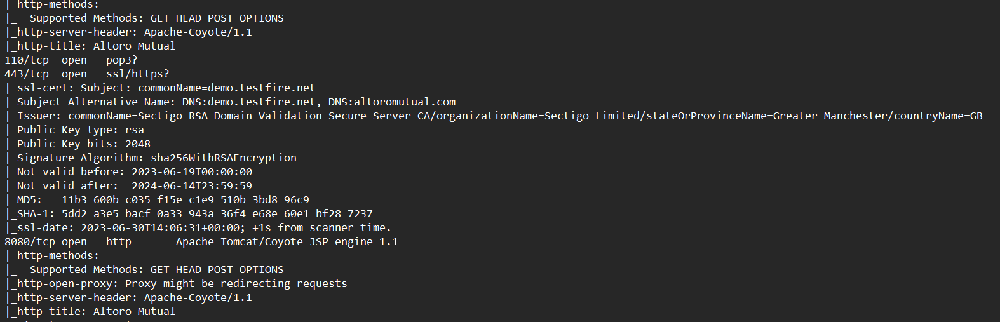 | http-methods:
|_  Supported Methods: GET HEAD POST OPTIONS
|_http-server-header: Apache-Coyote/1.1
|_http-title: Altoro Mutual
110/tcp  open   pop3?
443/tcp  open   ssl/https?
| ssl-cert: Subject: commonName=demo.testfire.net
| Subject Alternative Name: DNS:demo.testfire.net, DNS:altoromutual.com
| Issuer: commonName=Sectigo RSA Domain Validation Secure Server CA/organizationName=Sectigo Limited/stateOrProvinceName=Greater Manchester/countryName=GB
| Public Key type: rsa
| Public Key bits: 2048
| Signature Algorithm: sha256WithRSAEncryption
| Not valid before: 2023-06-19T00:00:00
| Not valid after:  2024-06-14T23:59:59
| MD5:   11b3 600b c035 f15e c1e9 510b 3bd8 96c9
|_SHA-1: 5dd2 a3e5 bacf 0a33 943a 36f4 e68e 60e1 bf28 7237
|_ssl-date: 2023-06-30T14:06:31+00:00; +1s from scanner time.
8080/tcp open   http       Apache Tomcat/Coyote JSP engine 1.1
| http-methods:
|_  Supported Methods: GET HEAD POST OPTIONS
|_http-open-proxy: Proxy might be redirecting requests
|_http-server-header: Apache-Coyote/1.1
|_http-title: Altoro Mutual